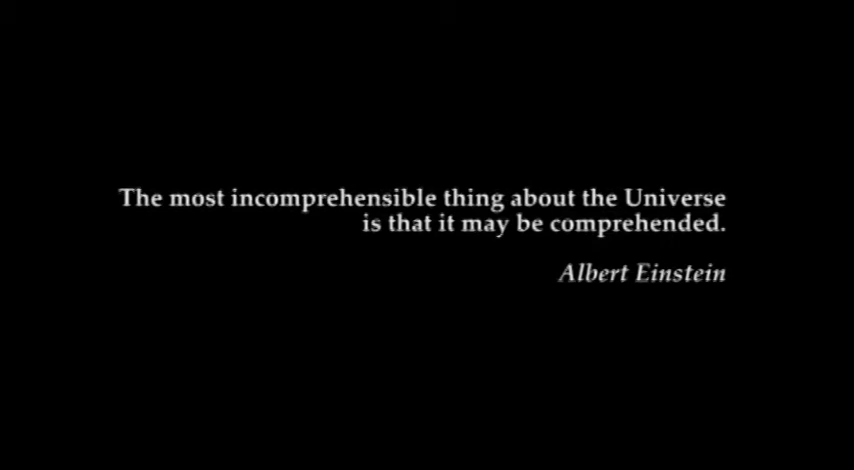 The most incomprehensible thing about the Universe
is that it may be comprehended.
Albert Einstein